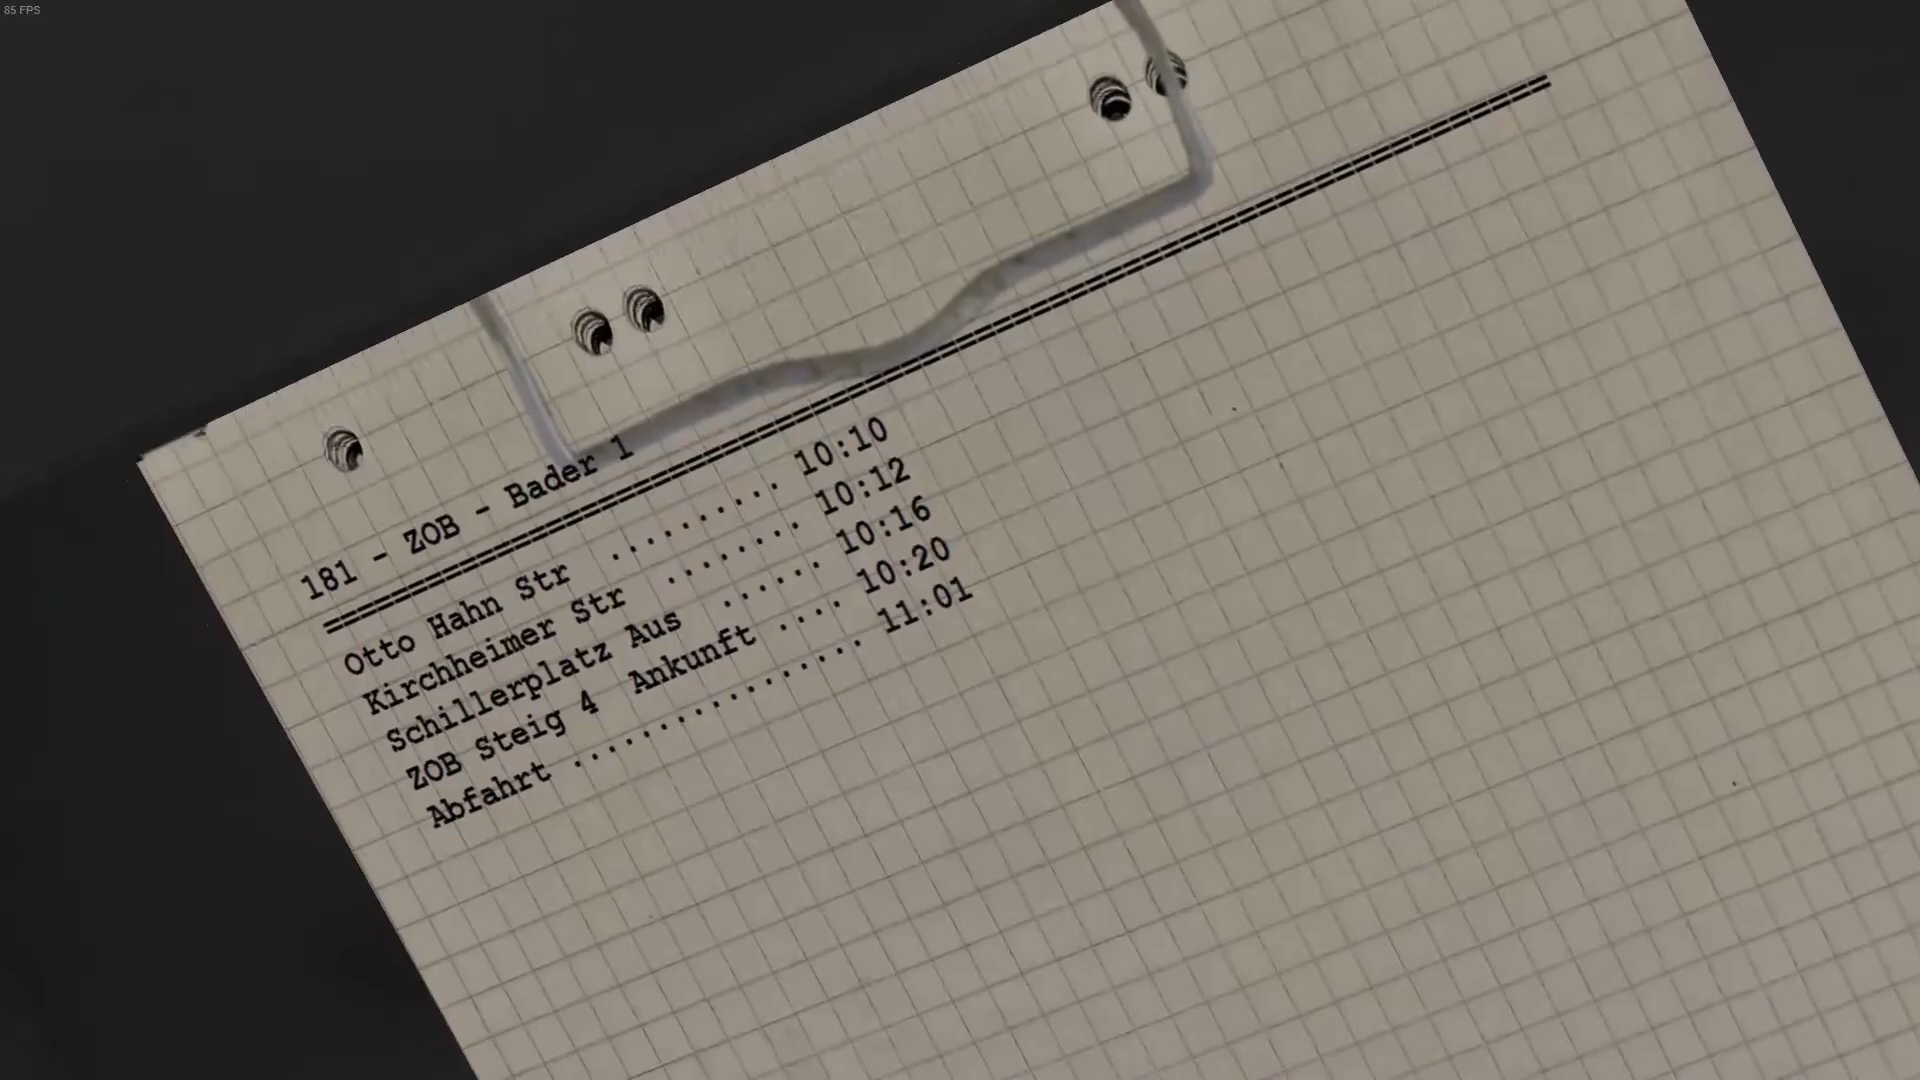 85 FPS
181 - ZOB - Bader 1
Otto Hahn Str .......... 10:10
Kirchheimer Str ........ 10:12
Schillerplatz Aus ...... 10:16
ZOB Steig 4 Ankunft .... 10:20
Abfahrt ................ 11:01